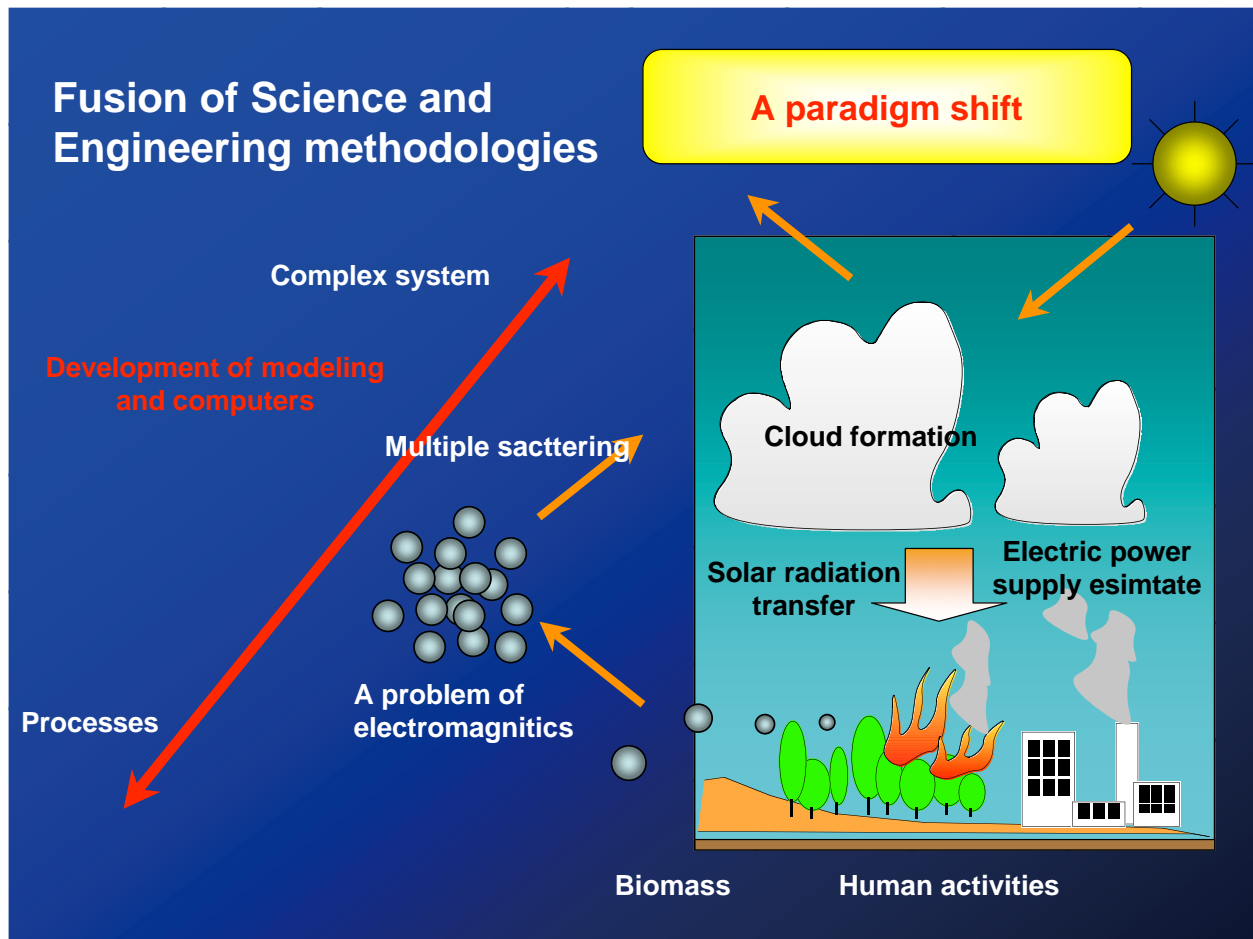 Fusion of Science and
Engineering methodologies
A paradigm shift
Complex system
Development of modeling
and computers
Multiple sacttering
Cloud formation
Solar radiation
transfer
Electric power
supply esimtate
A problem of
electromagnitics
Processes
Biomass
Human activities